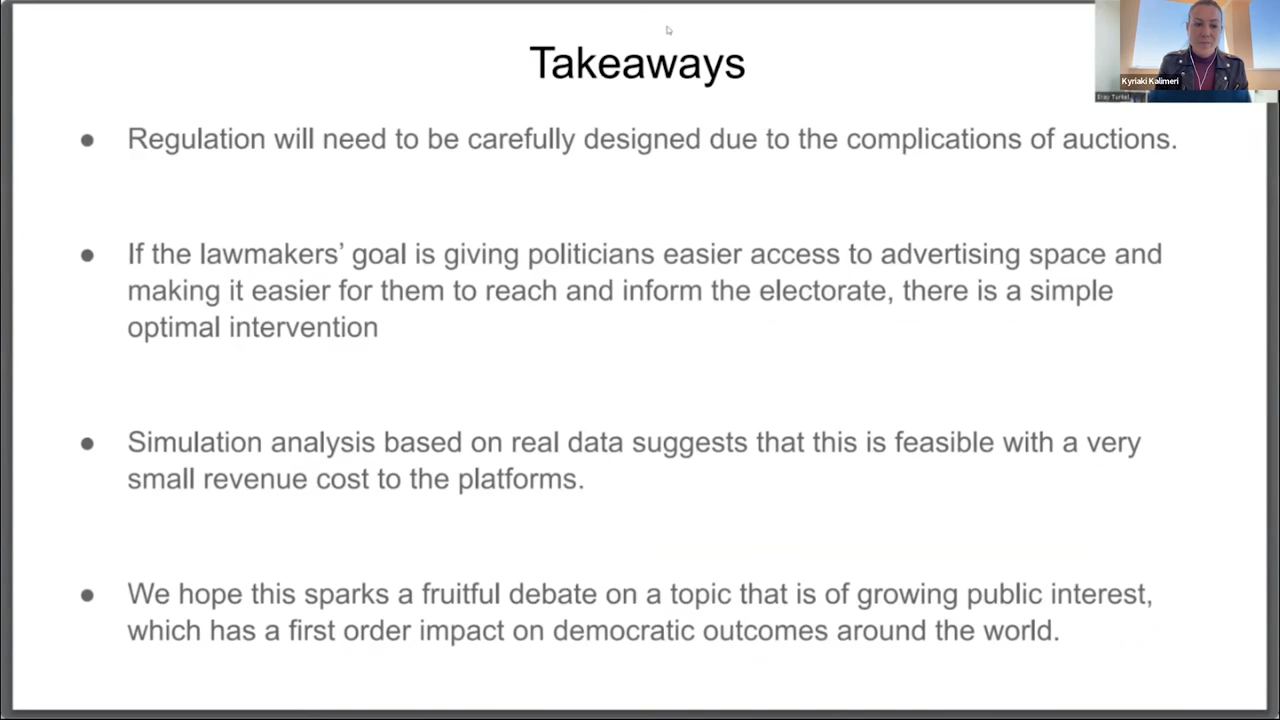 Takeaways
Kyriaki Kalimeri
Eray Turkel
● Regulation will need to be carefully designed due to the complications of auctions.
● If the lawmakers’ goal is giving politicians easier access to advertising space and
making it easier for them to reach and inform the electorate, there is a simple
optimal intervention
● Simulation analysis based on real data suggests that this is feasible with a very
small revenue cost to the platforms.
● We hope this sparks a fruitful debate on a topic that is of growing public interest,
which has a first order impact on democratic outcomes around the world.